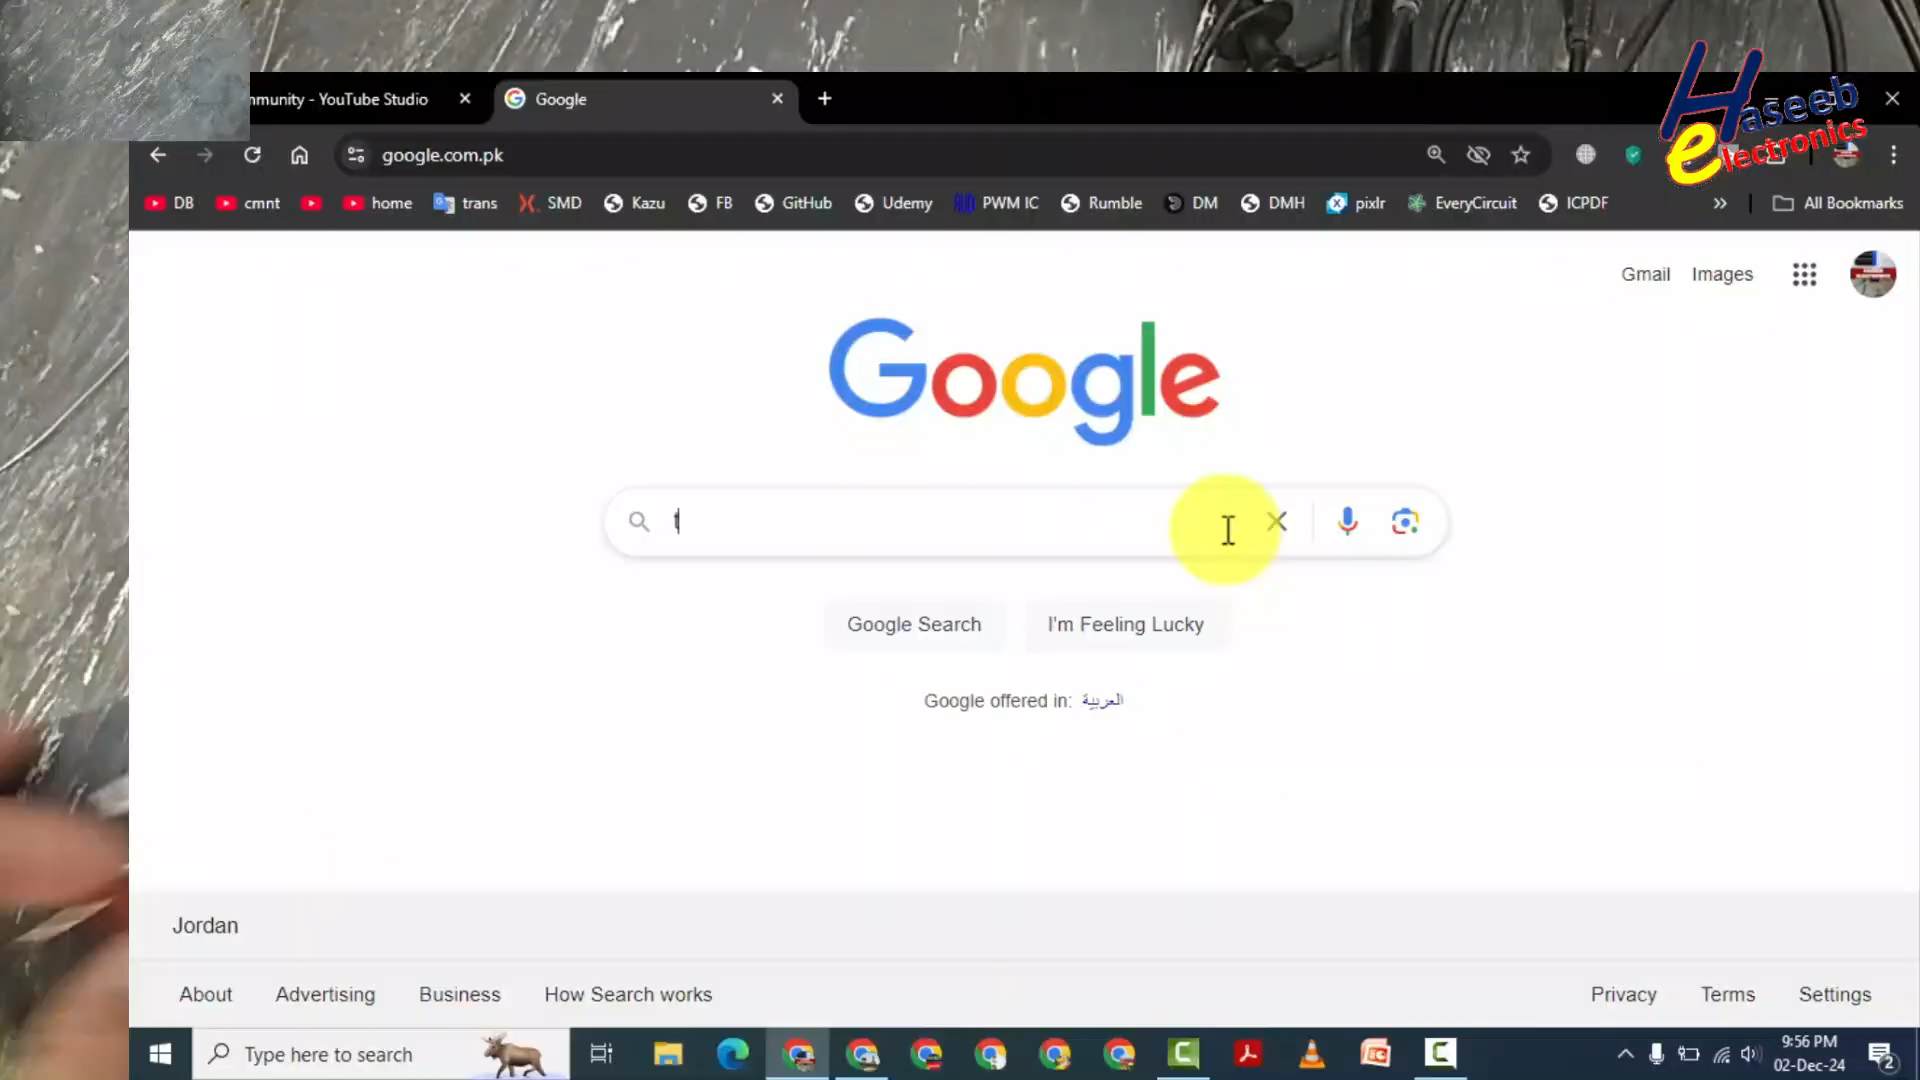 Haseeb
electronics
mmunity - YouTube Studio
Google
google.com.pk
DB
cmnt
home
trans
SMD
Kazu
FB
GitHub
Udemy
PWM IC
Rumble
DM
DMH
pixlr
EveryCircuit
ICPDF
All Bookmarks
Gmail
Images
Google
t
Google Search
I'm Feeling Lucky
Google offered in: العربية
Jordan
About
Advertising
Business
How Search works
Privacy
Terms
Settings
Type here to search
9:56 PM
02-Dec-24
2